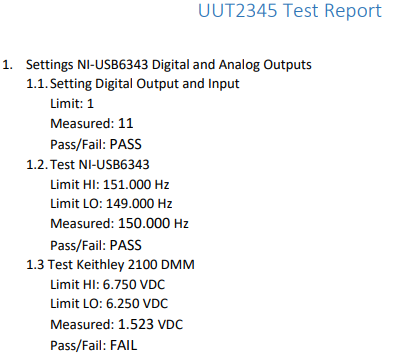 UUT2345 Test Report
1. Settings NI-USB6343 Digital and Analog Outputs
1.1. Setting Digital Output and Input
Limit: 1
Measured: 11
Pass/Fail: PASS
1.2. Test NI-USB6343
Limit HI: 151.000 Hz
Limit LO: 149.000 Hz
Measured: 150.000 Hz
Pass/Fail: PASS
1.3 Test Keithley 2100 DMM
Limit HI: 6.750 VDC
Limit LO: 6.250 VDC
Measured: 1.523 VDC
Pass/Fail: FAIL